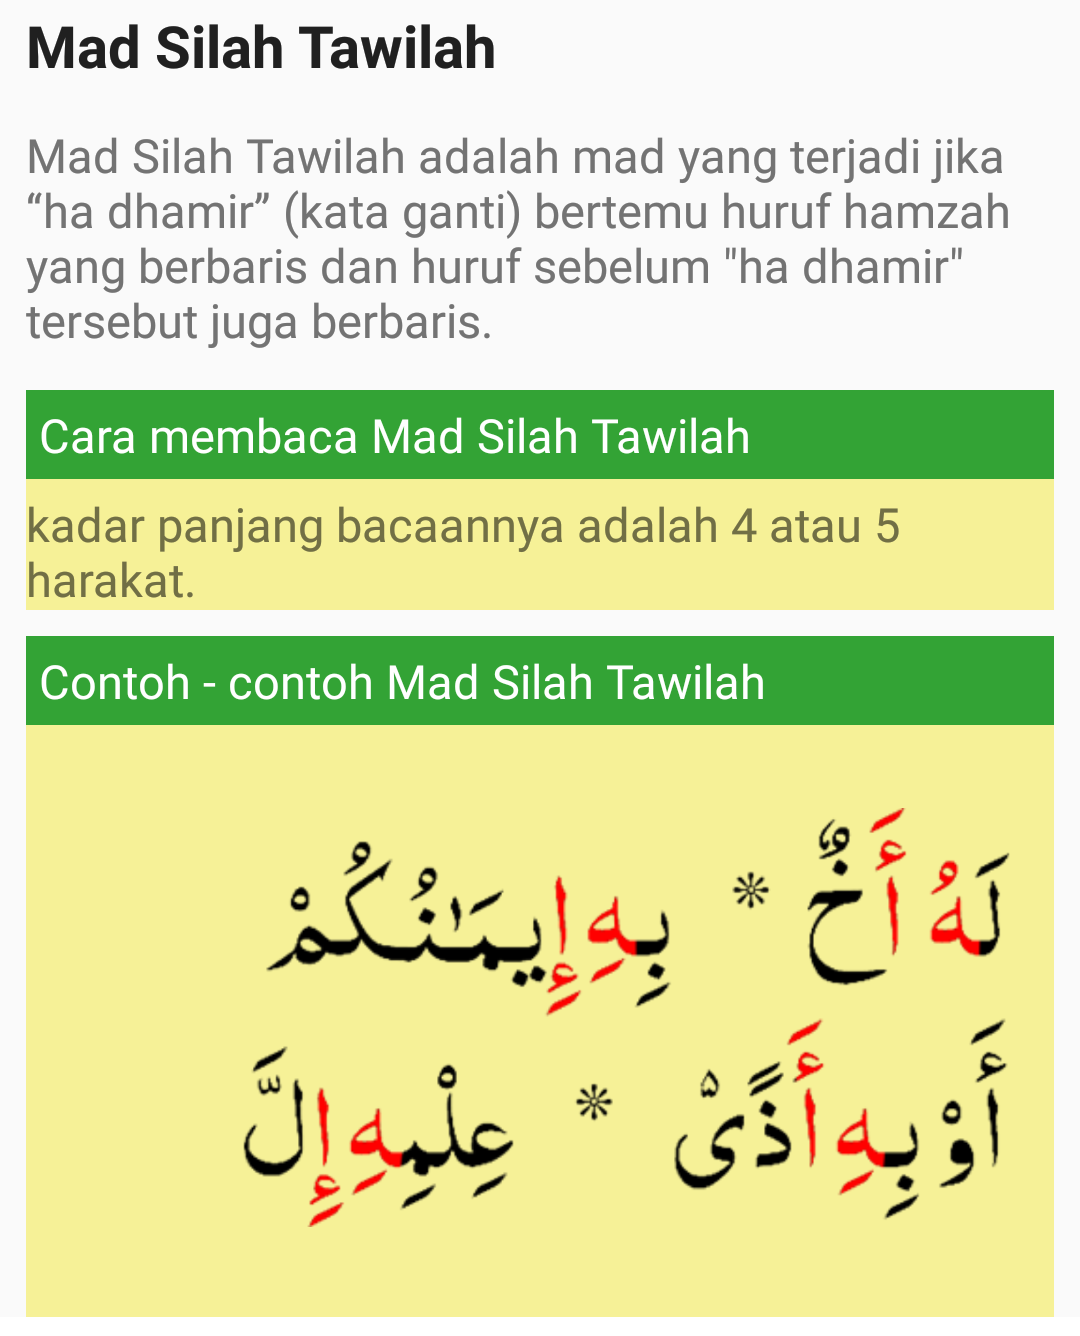 Mad Silah Tawilah
Mad Silah Tawilah adalah mad yang terjadi jika
“ha dhamir” (kata ganti) bertemu huruf hamzah
yang berbaris dan huruf sebelum "ha dhamir"
tersebut juga berbaris.
Cara membaca Mad Silah Tawilah
kadar panjang bacaannya adalah 4 atau 5
harakat.
Contoh - contoh Mad Silah Tawilah
لَهُ أَخٌ * بِهِ إِيمَٰنُكُمْ
أَوْ بِهِ أَذًىْ * عِلْمِهِ إِلَّ